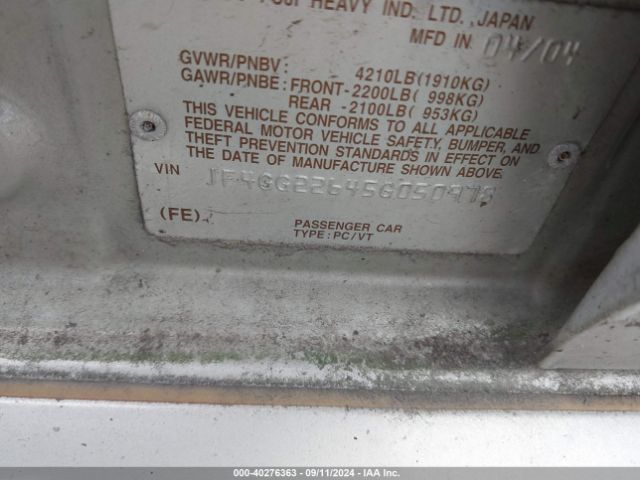 FUJI HEAVY IND. LTD., JAPAN
MFD IN 04/04
GVWR/PNBV: 4210LB(1910KG)
GAWR/PNBE: FRONT-2200LB( 998KG)
REAR -2100LB( 953KG)
THIS VEHICLE CONFORMS TO ALL APPLICABLE
FEDERAL MOTOR VEHICLE SAFETY, BUMPER, AND
THEFT PREVENTION STANDARDS IN EFFECT ON
THE DATE OF MANUFACTURE SHOWN ABOVE.
VIN JF4GG22645G050978
(FE).
PASSENGER CAR
TYPE : PC/VT
000-40276363 - 09/11/2024 - IAA Inc.